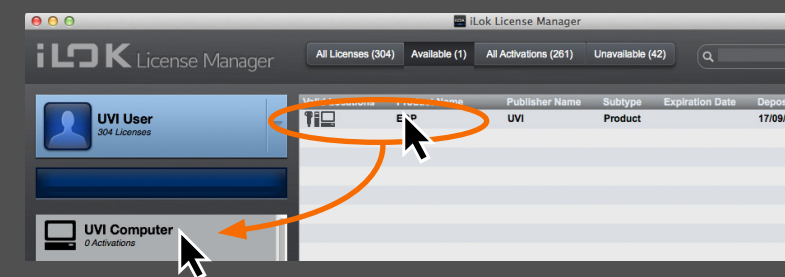 iLok License Manager
iLOK License Manager
All Licenses (304) Available (1) All Activations (261) Unavailable (42)
Publisher Name Subtype Expiration Date
UVI User
304 Licenses
UVI Product 17/09/
UVI Computer
0 Activations